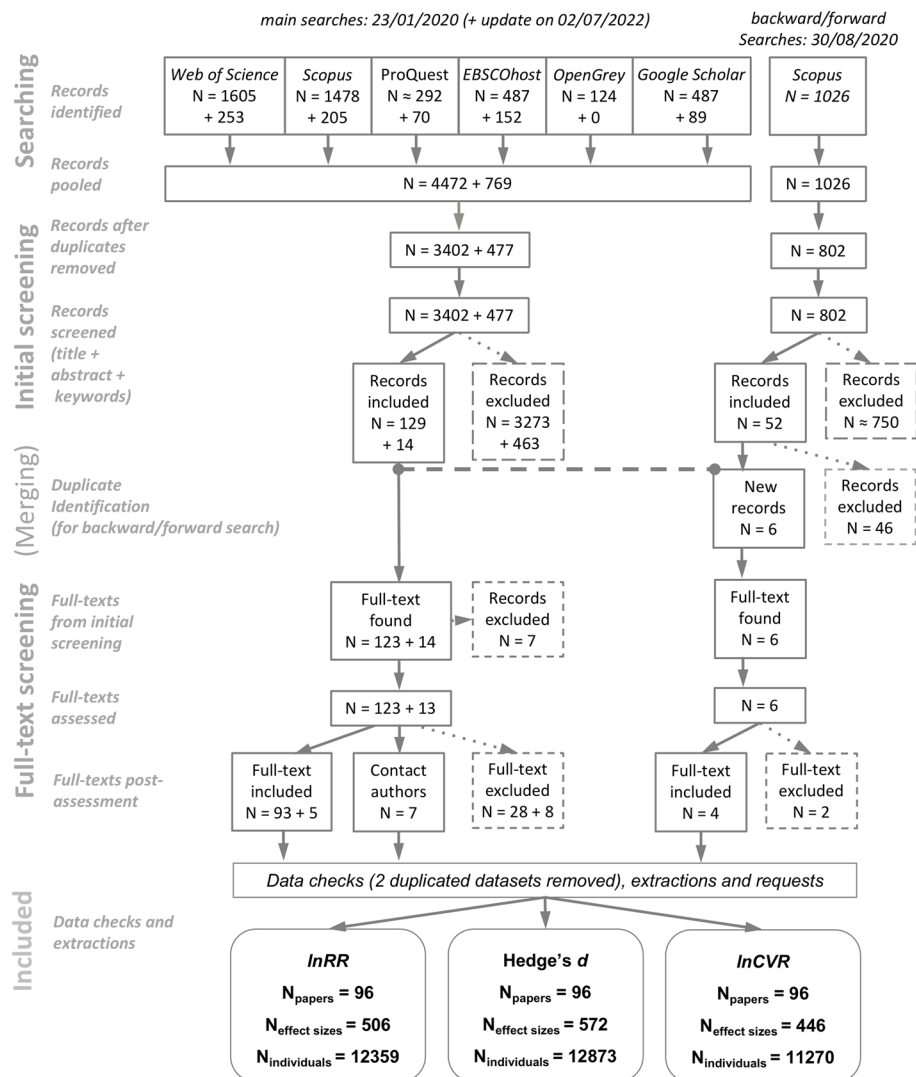 main searches: 23/01/2020 (+ update on 02/07/2022)
backward/forward
Searches: 30/08/2020
Searching
Records
identified
Web of Science
N = 1605
+ 253
Scopus
N = 1478
+ 205
ProQuest
N ≈ 292
+ 70
EBSCOhost
N = 487
+ 152
OpenGrey
N = 124
+ 0
Google Scholar
N = 487
+ 89
Scopus
N = 1026
Records
pooled
N = 4472 + 769
N = 1026
Initial screening
Records after
duplicates
removed
N = 3402 + 477
N = 802
Records
screened
(title +
abstract +
keywords)
N = 3402 + 477
N = 802
Records
included
N = 129
+ 14
Records
excluded
N = 3273
+ 463
Records
included
N = 52
Records
excluded
N ≈ 750
(Merging)
Duplicate
Identification
(for backward/forward search)
New
records
N = 6
Records
excluded
N = 46
Full-text screening
Full-texts
from initial
screening
Full-text
found
N = 123 + 14
Records
excluded
N = 7
Full-text
found
N = 6
Full-texts
assessed
N = 123 + 13
N = 6
Full-texts post-
assessment
Full-text
included
N = 93 + 5
Contact
authors
N = 7
Full-text
excluded
N = 28 + 8
Full-text
included
N = 4
Full-text
excluded
N = 2
Included
Data checks (2 duplicated datasets removed), extractions and requests
Data checks and
extractions
lnRR
Npapers = 96
Neffect sizes = 506
Nindividuals = 12359
Hedge's d
Npapers = 96
Neffect sizes = 572
Nindividuals = 12873
lnCVR
Npapers = 96
Neffect sizes = 446
Nindividuals = 11270